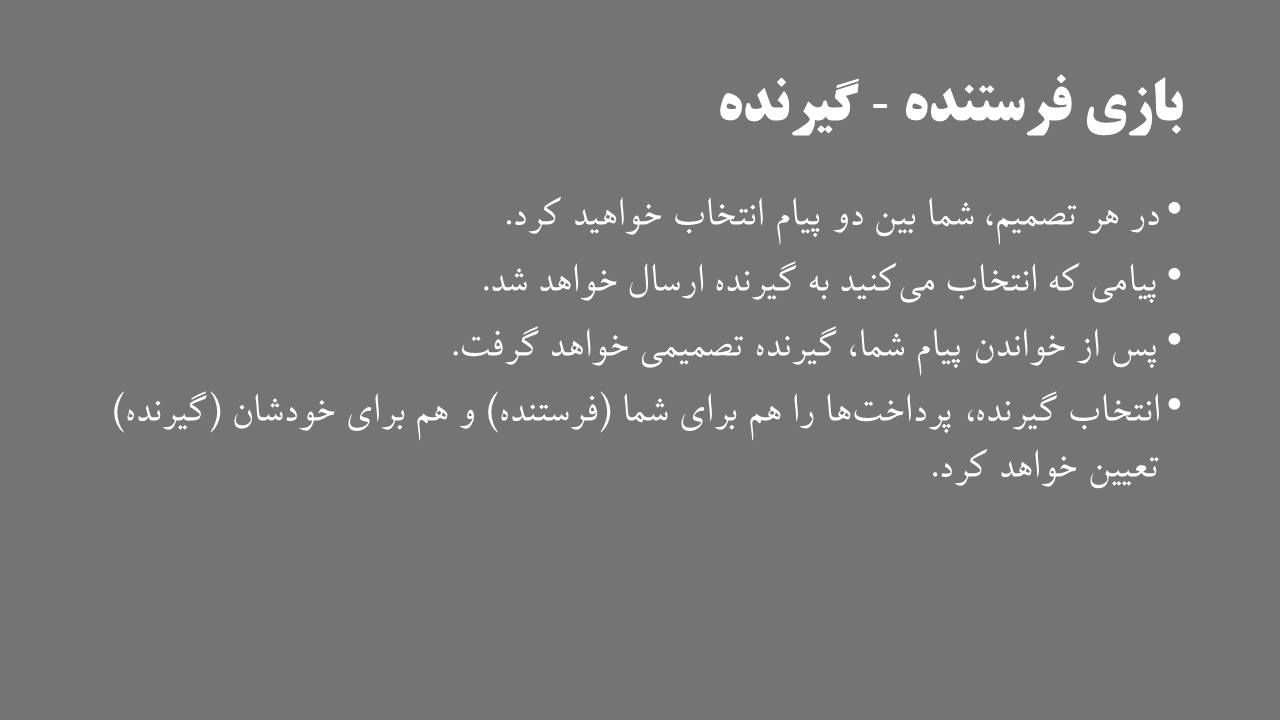 بازی فرستنده - گیرنده
• در هر تصمیم، شما بین دو پیام انتخاب خواهید کرد.
• پیامی که انتخاب می‌کنید به گیرنده ارسال خواهد شد.
• پس از خواندن پیام شما، گیرنده تصمیمی خواهد گرفت.
• انتخاب گیرنده، پرداخت‌ها را هم برای شما (فرستنده) و هم برای خودشان (گیرنده)
تعیین خواهد کرد.